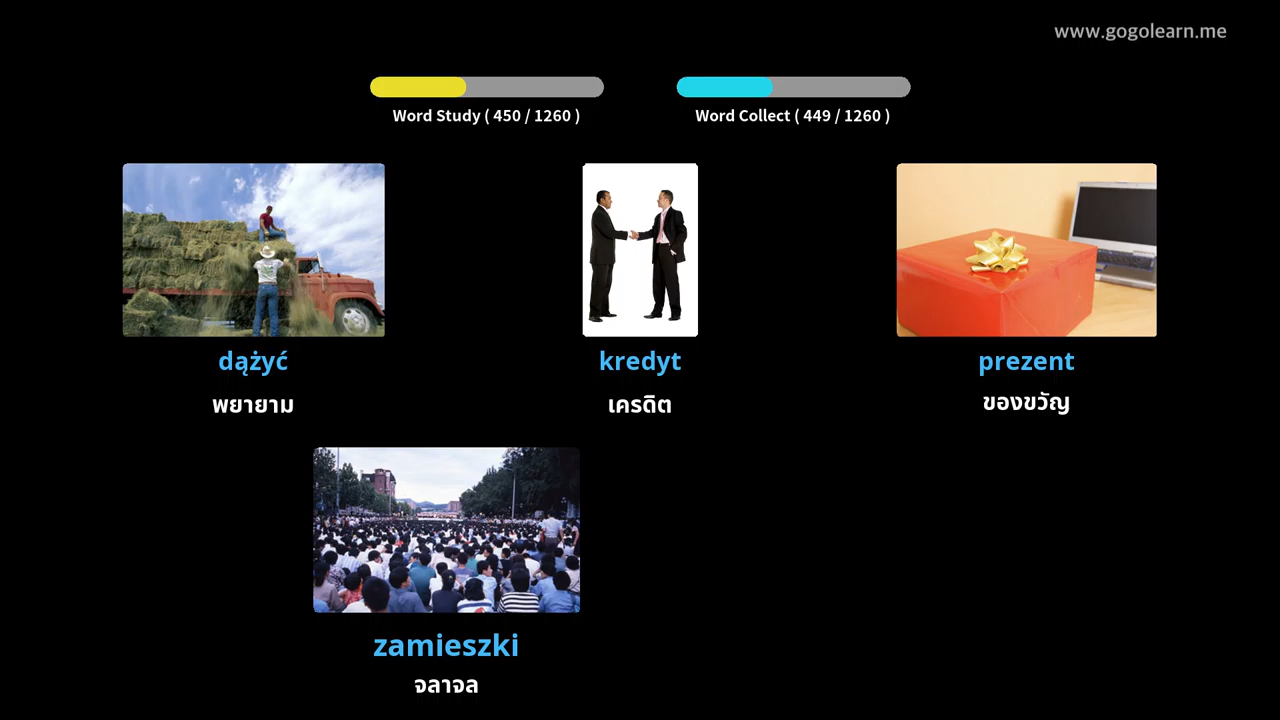 www.gogolearn.me
Word Study ( 450 / 1260 )
Word Collect ( 449 / 1260 )
dążyć
kredyt
prezent
พยายาม
เครดิต
ของขวัญ
zamieszki
จลาจล